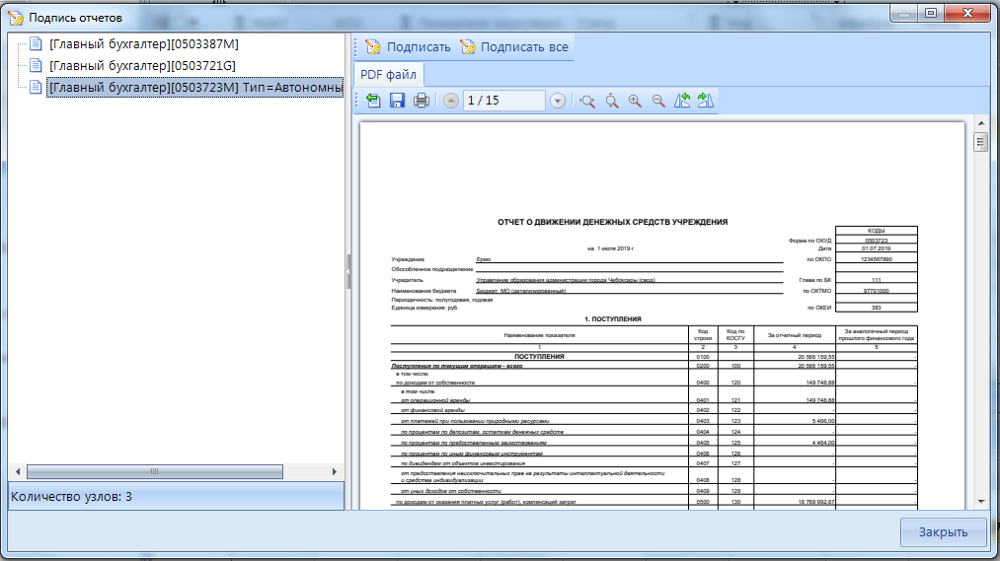 Подпись отчетов
[Главный бухгалтер][0503387M]
[Главный бухгалтер][0503721G]
[Главный бухгалтер][0503723M] Тип=Автономны
Количество узлов: 3
Подписать Подписать все
PDF файл
1 / 15
ОТЧЕТ О ДВИЖЕНИИ ДЕНЕЖНЫХ СРЕДСТВ УЧРЕЖДЕНИЯ
КОДЫ
Форма по ОКУД 0503723
на 1 июля 2019 г. Дата 01.07.2019
Учреждение Ермо по ОКПО 1234567890
Обособленное подразделение
Учредитель Управление образования администрации города Чебоксары (свод) Глава по БК 111
Наименование бюджета Бюджет МО (детализированный) по ОКТМО 97701000
Периодичность: полугодовая, годовая
Единица измерения: руб. по ОКЕИ 383
1. ПОСТУПЛЕНИЯ
Наименование показателя Код строки Код по КОСГУ За отчетный период За аналогичный период прошлого финансового года
1 2 3 4 5
ПОСТУПЛЕНИЯ 0100 20 566 159,55 -
Поступления по текущим операциям - всего 0200 100 20 566 159,55 -
в том числе:
по доходам от собственности 0400 120 149 748,88 -
в том числе:
от операционной аренды 0401 121 149 748,88 -
от финансовой аренды 0402 122 - -
от платежей при пользовании природными ресурсами 0403 123 5 466,00 -
по процентам по депозитам, остаткам денежных средств 0404 124 - -
по процентам по предоставленным заимствованиям 0405 125 4 464,00 -
по процентам по иным финансовым инструментам 0406 126 - -
по дивидендам от объектов инвестирования 0407 127 - -
от предоставления неисключительных прав на результаты интеллектуальной деятельности
и средства индивидуализации 0408 128 - -
от иных доходов от собственности 0409 129 - -
по доходам от оказания платных услуг (работ), компенсаций затрат 0500 130 18 769 992,67 -
Закрыть